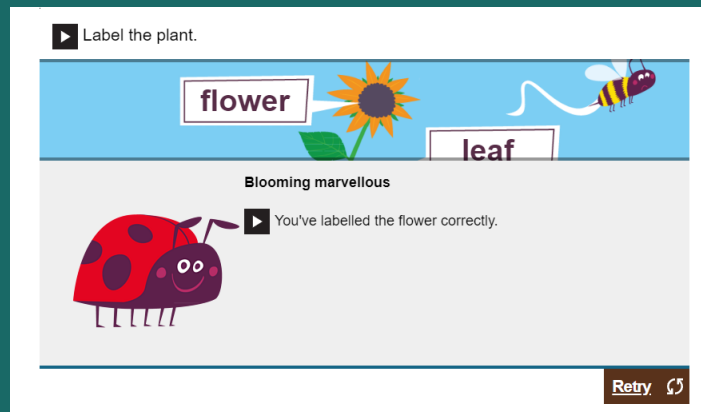 Label the plant.
flower
leaf
Blooming marvellous
You've labelled the flower correctly.
Retry